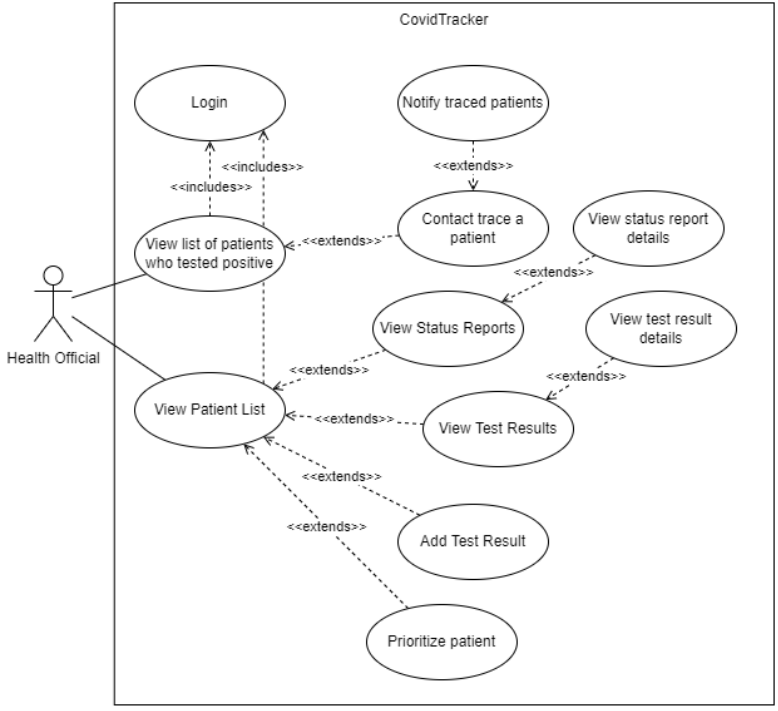 CovidTracker
Login
Notify traced patients
<<includes>>
<<extends>>
<<includes>>
Contact trace a
patient
View status report
details
View list of patients
who tested positive
<<extends>>
<<extends>>
View Status Reports
View test result
details
Health Official
<<extends>>
<<extends>>
View Patient List
<<extends>>
View Test Results
<<extends>>
<<extends>>
Add Test Result
Prioritize patient